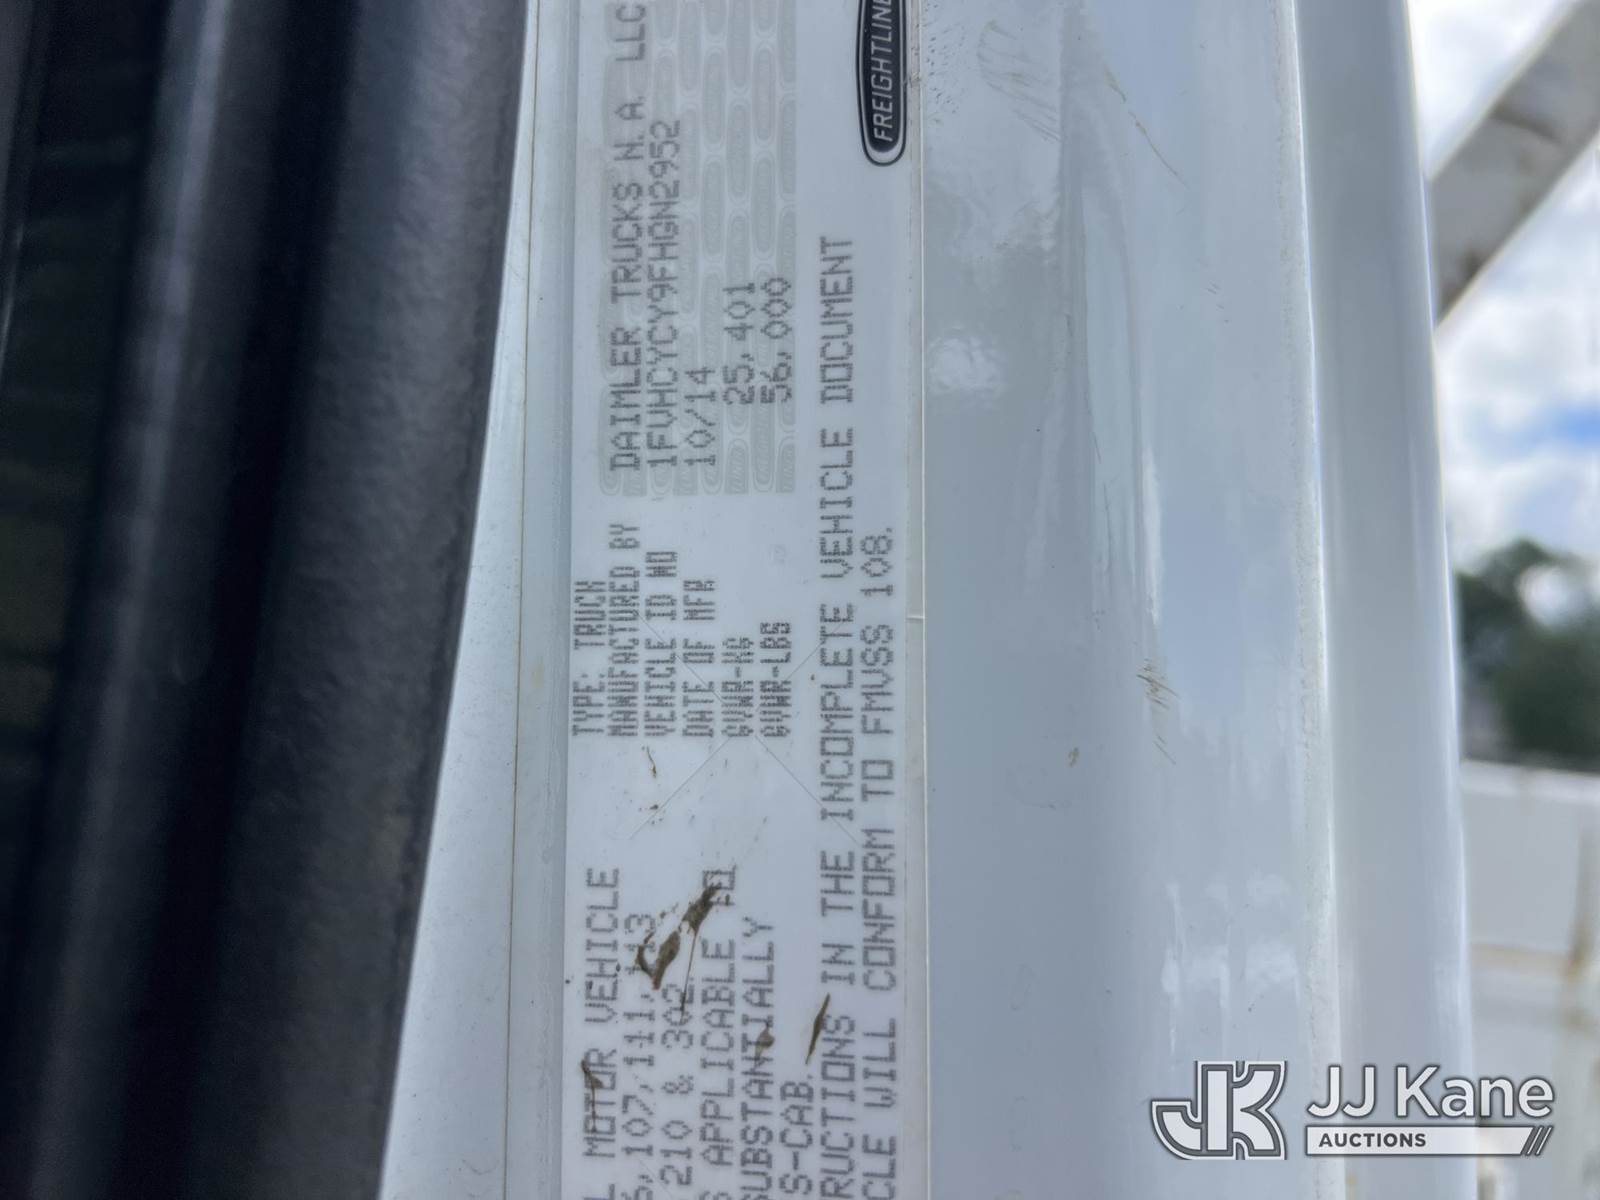 L MOTOR VEHICLE
107, 111, 113
210 & 302
APPLICABLE
SUBSTANTIALLY
S-CAB.
TYPE: TRUCK
MANUFACTURED BY DAIMLER TRUCKS N.A. LLC
VEHICLE ID NO 1FVHCYCY9FHGN2952
DATE OF MFR 10/14
GVWR-KG 25,401
GVWR-LBS 56,000
RUCTIONS IN THE INCOMPLETE VEHICLE DOCUMENT
CLE WILL CONFORM TO FMVSS 108.
FREIGHTLINE
JJ Kane
AUCTIONS